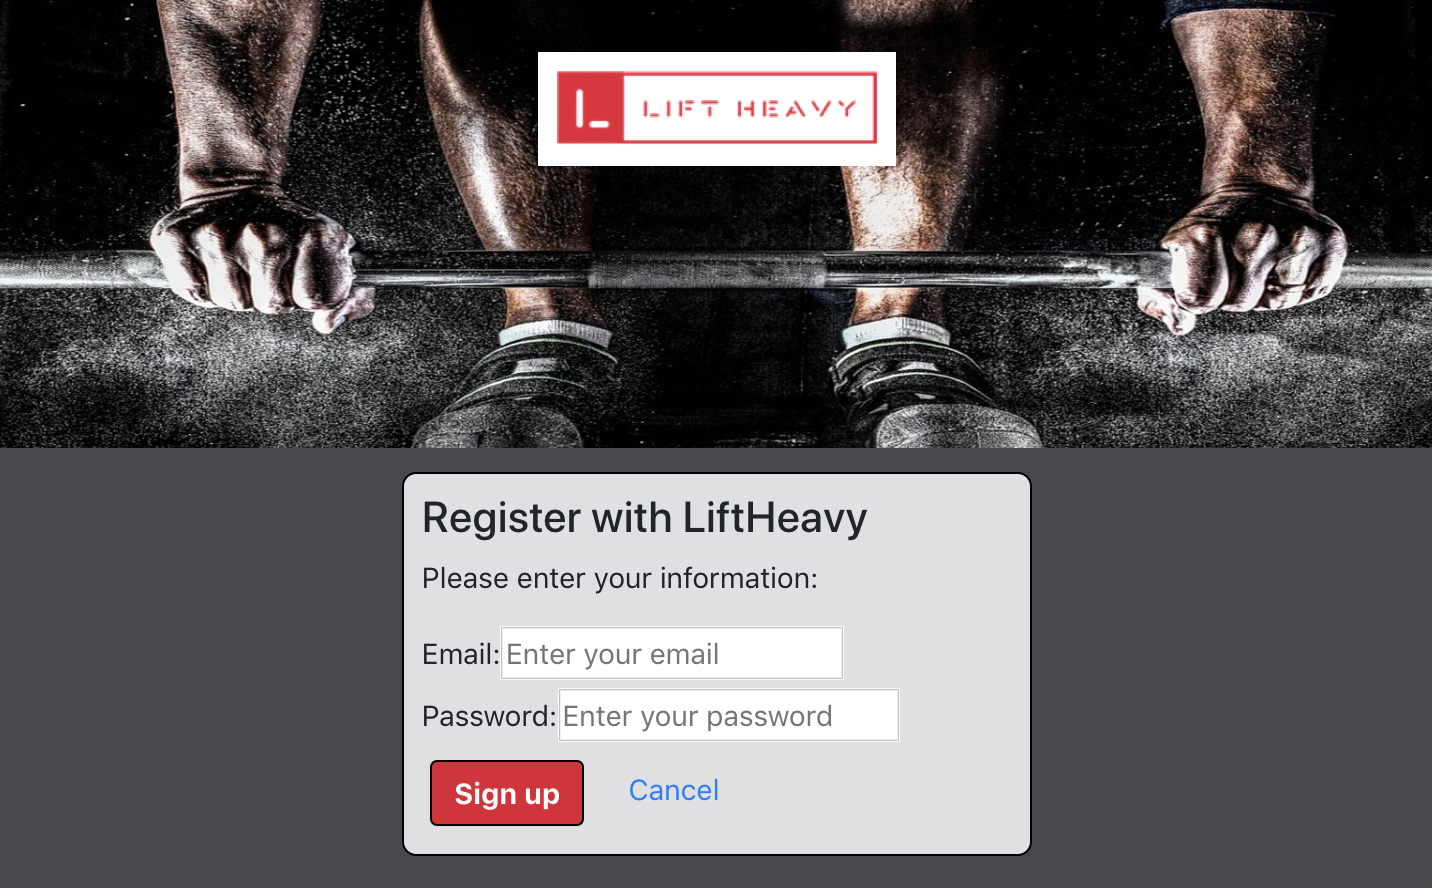 L LIFT HEAVY
Register with LiftHeavy
Please enter your information:
Email: Enter your email
Password: Enter your password
Sign up Cancel